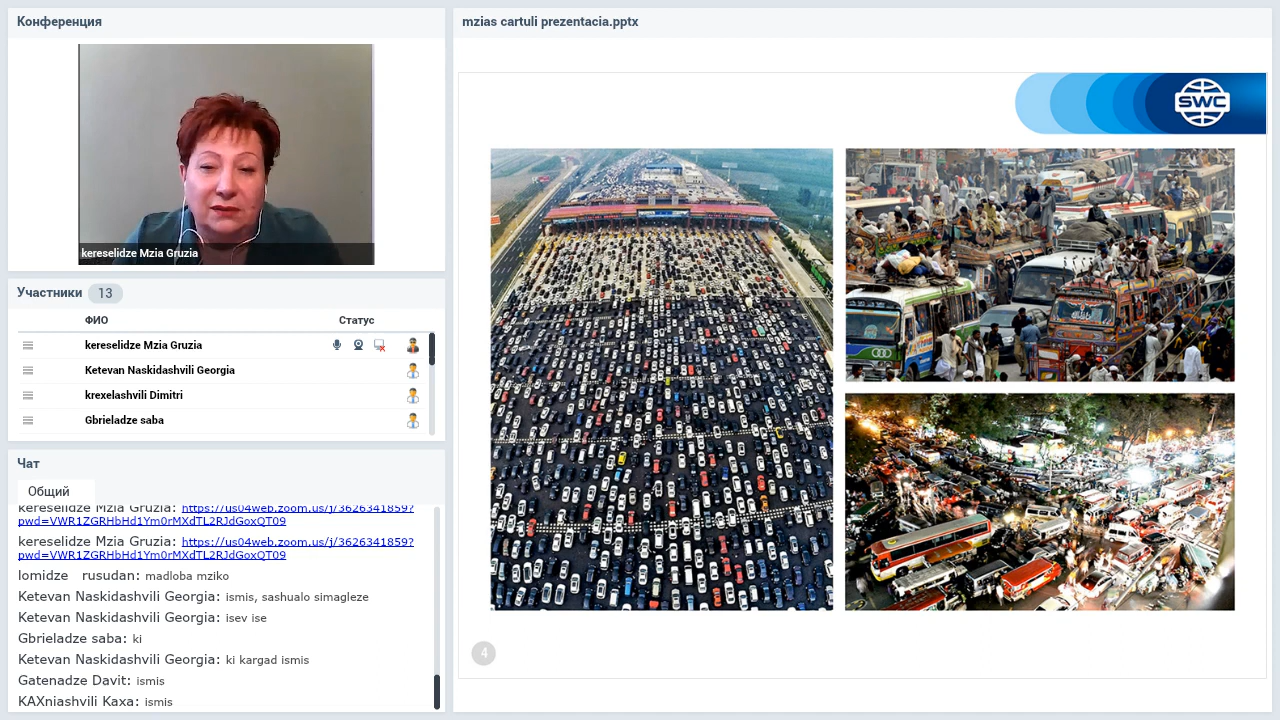 Конференция
kereselidze Mzia Gruzia
Участники 13
ФИО Статус
kereselidze Mzia Gruzia
Ketevan Naskidashvili Georgia
krexelashvili Dimitri
Gbrieladze saba
Чат
Общий
kereselidze Mzia Gruzia: https://us04web.zoom.us/j/3626341859?
pwd=VWR1ZGRHbHd1Ym0rMXdTL2RJdGoxQT09
kereselidze Mzia Gruzia: https://us04web.zoom.us/j/3626341859?
pwd=VWR1ZGRHbHd1Ym0rMXdTL2RJdGoxQT09
lomidze rusudan: madloba mziko
Ketevan Naskidashvili Georgia: ismis, sashualo simagleze
Ketevan Naskidashvili Georgia: isev ise
Gbrieladze saba: ki
Ketevan Naskidashvili Georgia: ki kargad ismis
Gatenadze Davit: ismis
KAXniashvili Kaxa: ismis
mzias cartuli prezentacia.pptx
SWC
4